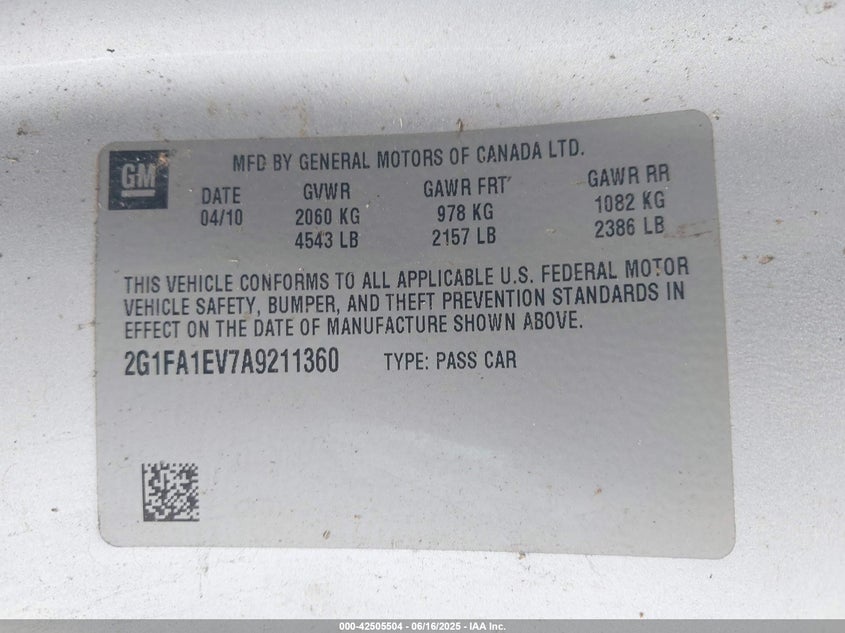 GM
MFD BY GENERAL MOTORS OF CANADA LTD.
DATE GVWR GAWR FRT GAWR RR
04/10 2060 KG 978 KG 1082 KG
4543 LB 2157 LB 2386 LB
THIS VEHICLE CONFORMS TO ALL APPLICABLE U.S. FEDERAL MOTOR
VEHICLE SAFETY, BUMPER, AND THEFT PREVENTION STANDARDS IN
EFFECT ON THE DATE OF MANUFACTURE SHOWN ABOVE.
2G1FA1EV7A9211360 TYPE: PASS CAR
000-42505504 - 06/16/2025 - IAA Inc.